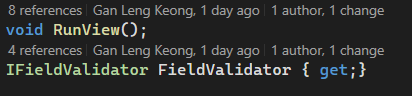 8 references | Gan Leng Keong, 1 day ago | 1 author, 1 change
void RunView();
4 references | Gan Leng Keong, 1 day ago | 1 author, 1 change
IFieldValidator FieldValidator { get;}